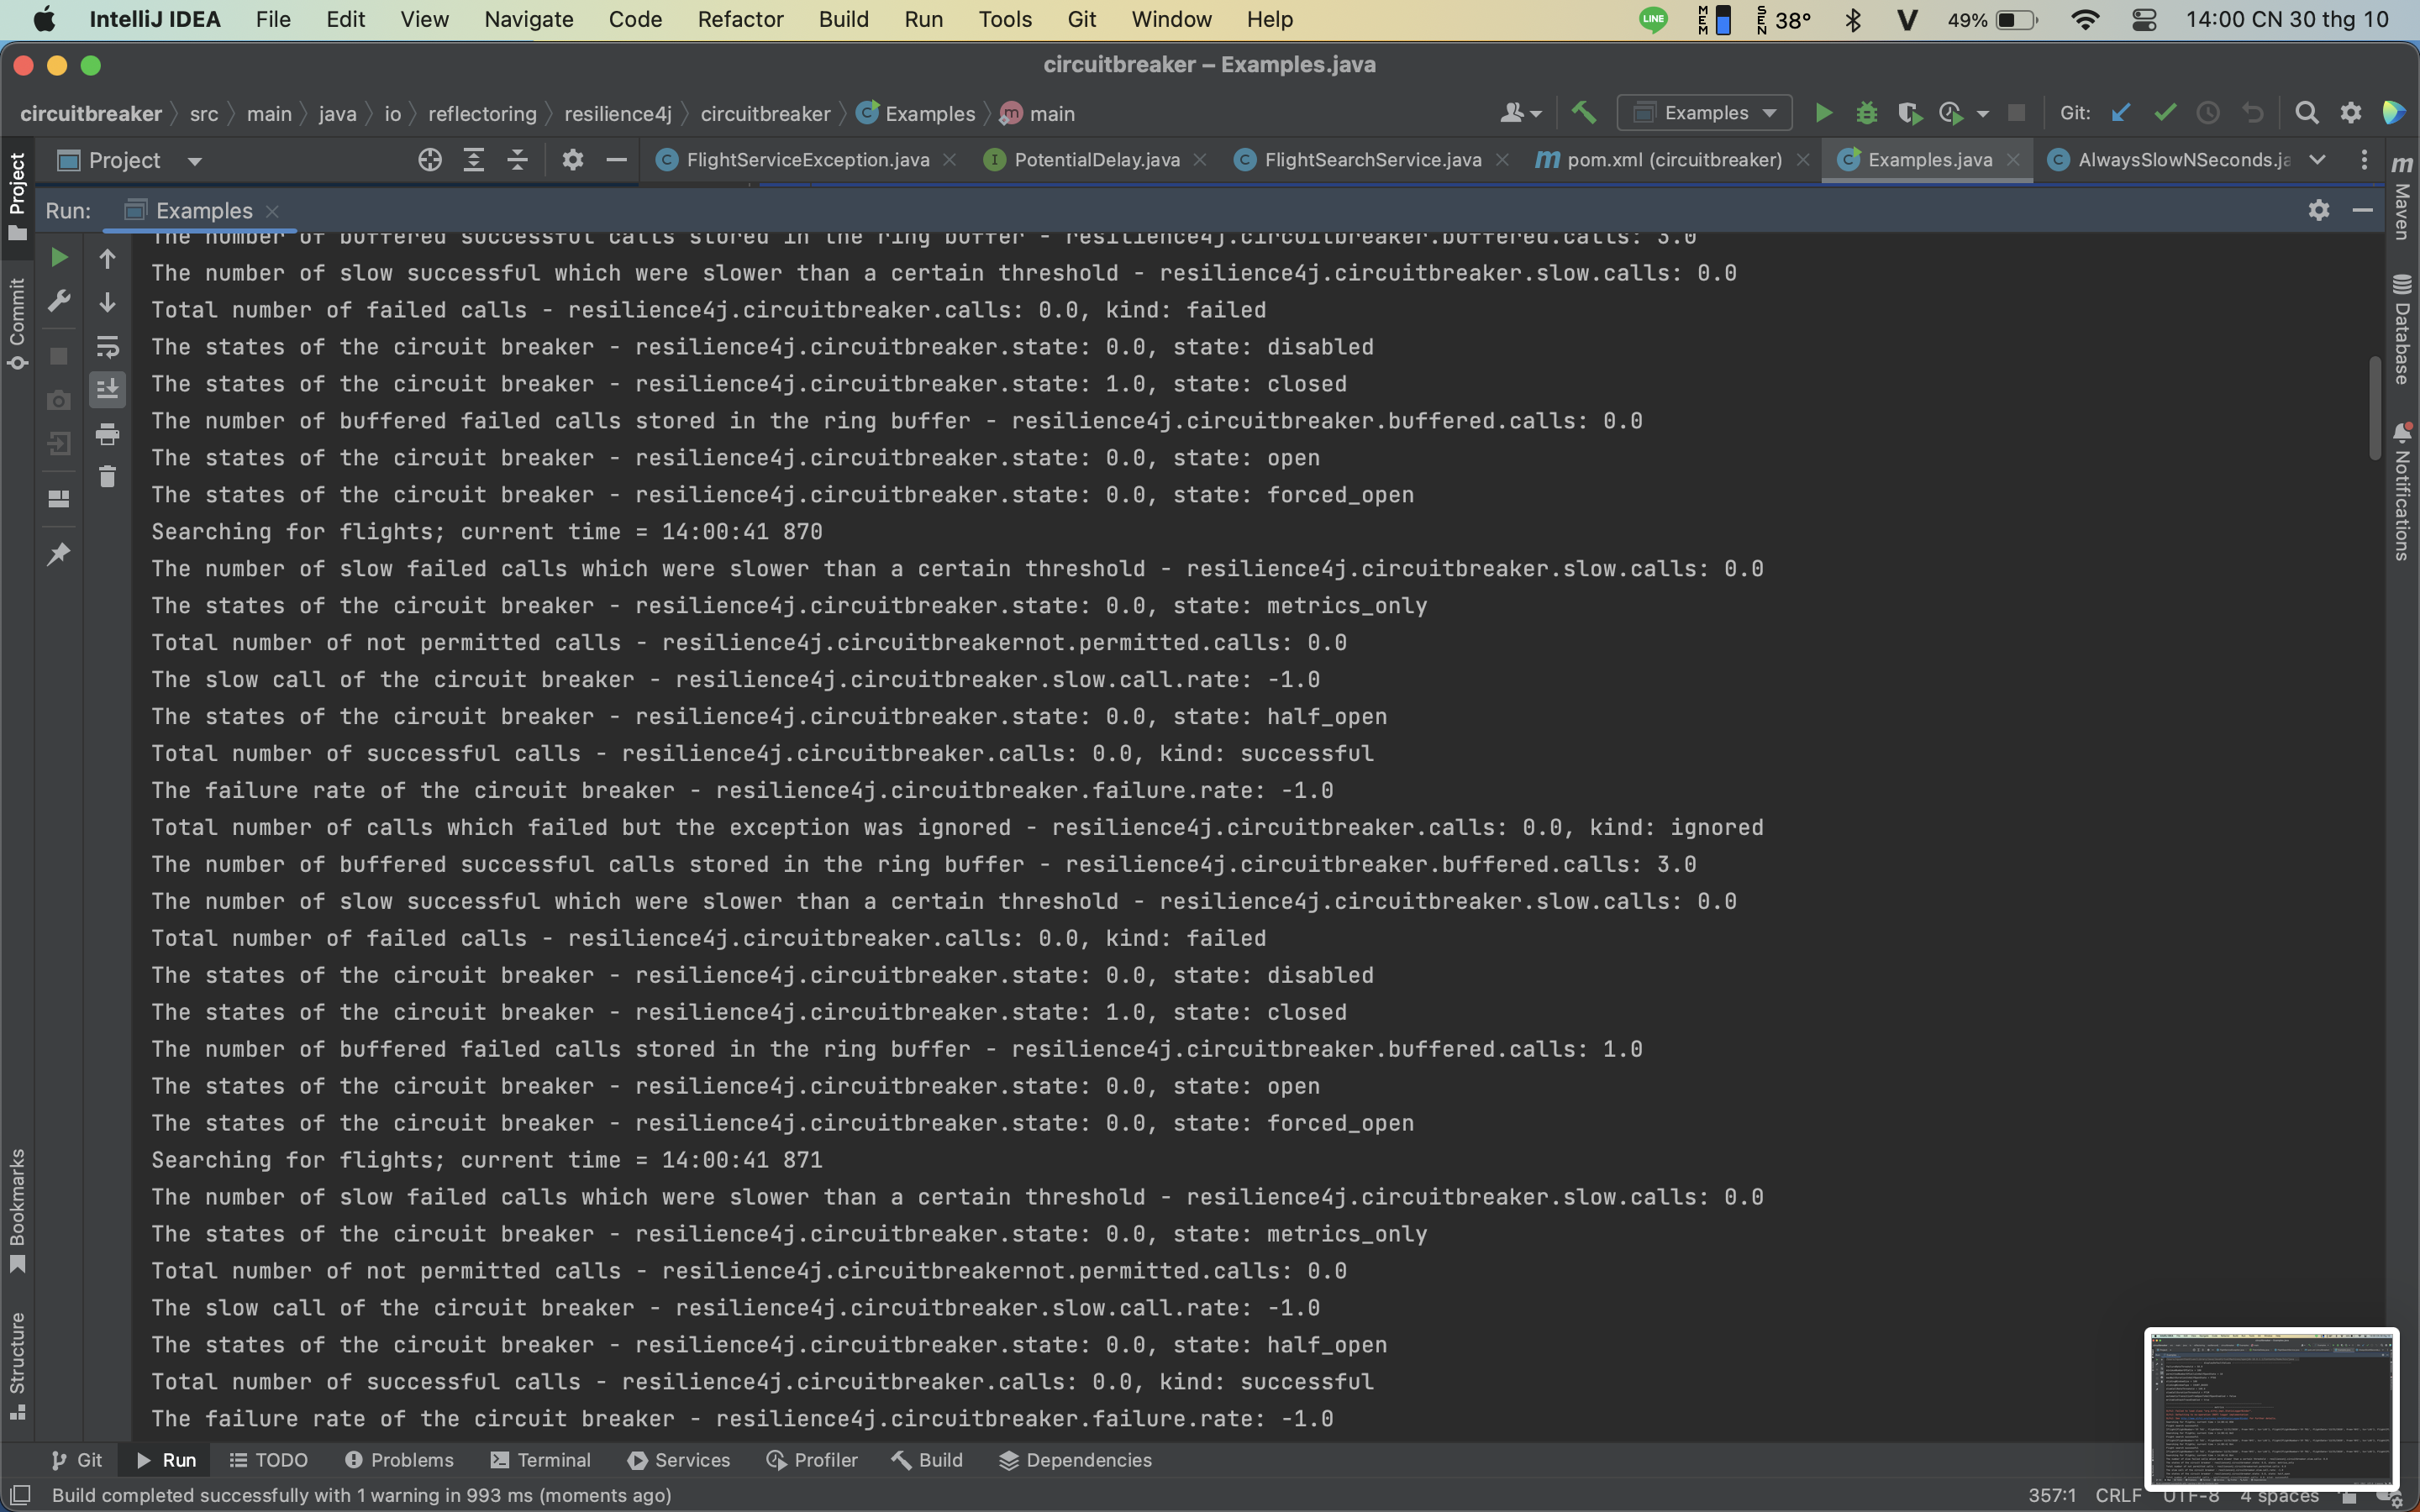 IntelliJ IDEA File Edit View Navigate Code Refactor Build Run Tools Git Window Help LINE MEM SEN 38° V 49% 14:00 CN 30 thg 10
circuitbreaker – Examples.java
circuitbreaker src main java io reflectoring resilience4j circuitbreaker Examples main Examples Git:
Project FlightServiceException.java PotentialDelay.java FlightSearchService.java pom.xml (circuitbreaker) Examples.java AlwaysSlowNSeconds.ja
Run: Examples
The number of buffered successful calls stored in the ring buffer - resilience4j.circuitbreaker.buffered.calls: 3.0
The number of slow successful which were slower than a certain threshold - resilience4j.circuitbreaker.slow.calls: 0.0
Total number of failed calls - resilience4j.circuitbreaker.calls: 0.0, kind: failed
The states of the circuit breaker - resilience4j.circuitbreaker.state: 0.0, state: disabled
The states of the circuit breaker - resilience4j.circuitbreaker.state: 1.0, state: closed
The number of buffered failed calls stored in the ring buffer - resilience4j.circuitbreaker.buffered.calls: 0.0
The states of the circuit breaker - resilience4j.circuitbreaker.state: 0.0, state: open
The states of the circuit breaker - resilience4j.circuitbreaker.state: 0.0, state: forced_open
Searching for flights; current time = 14:00:41 870
The number of slow failed calls which were slower than a certain threshold - resilience4j.circuitbreaker.slow.calls: 0.0
The states of the circuit breaker - resilience4j.circuitbreaker.state: 0.0, state: metrics_only
Total number of not permitted calls - resilience4j.circuitbreakernot.permitted.calls: 0.0
The slow call of the circuit breaker - resilience4j.circuitbreaker.slow.call.rate: -1.0
The states of the circuit breaker - resilience4j.circuitbreaker.state: 0.0, state: half_open
Total number of successful calls - resilience4j.circuitbreaker.calls: 0.0, kind: successful
The failure rate of the circuit breaker - resilience4j.circuitbreaker.failure.rate: -1.0
Total number of calls which failed but the exception was ignored - resilience4j.circuitbreaker.calls: 0.0, kind: ignored
The number of buffered successful calls stored in the ring buffer - resilience4j.circuitbreaker.buffered.calls: 3.0
The number of slow successful which were slower than a certain threshold - resilience4j.circuitbreaker.slow.calls: 0.0
Total number of failed calls - resilience4j.circuitbreaker.calls: 0.0, kind: failed
The states of the circuit breaker - resilience4j.circuitbreaker.state: 0.0, state: disabled
The states of the circuit breaker - resilience4j.circuitbreaker.state: 1.0, state: closed
The number of buffered failed calls stored in the ring buffer - resilience4j.circuitbreaker.buffered.calls: 1.0
The states of the circuit breaker - resilience4j.circuitbreaker.state: 0.0, state: open
The states of the circuit breaker - resilience4j.circuitbreaker.state: 0.0, state: forced_open
Searching for flights; current time = 14:00:41 871
The number of slow failed calls which were slower than a certain threshold - resilience4j.circuitbreaker.slow.calls: 0.0
The states of the circuit breaker - resilience4j.circuitbreaker.state: 0.0, state: metrics_only
Total number of not permitted calls - resilience4j.circuitbreakernot.permitted.calls: 0.0
The slow call of the circuit breaker - resilience4j.circuitbreaker.slow.call.rate: -1.0
The states of the circuit breaker - resilience4j.circuitbreaker.state: 0.0, state: half_open
Total number of successful calls - resilience4j.circuitbreaker.calls: 0.0, kind: successful
The failure rate of the circuit breaker - resilience4j.circuitbreaker.failure.rate: -1.0
Project
Commit
Bookmarks
Structure
Maven
Database
Notifications
Git Run TODO Problems Terminal Services Profiler Build Dependencies
Build completed successfully with 1 warning in 993 ms (moments ago) 357:1 CRLF UTF-8 4 spaces